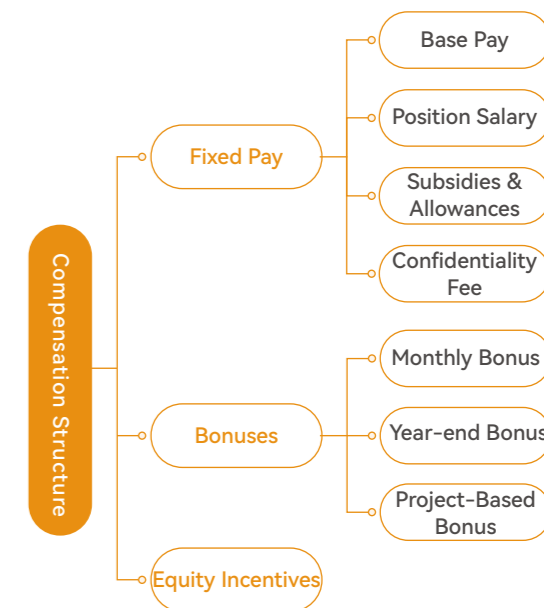 Compensation Structure
Fixed Pay
Base Pay
Position Salary
Subsidies &
Allowances
Confidentiality
Fee
Bonuses
Monthly Bonus
Year-end Bonus
Project-Based
Bonus
Equity Incentives